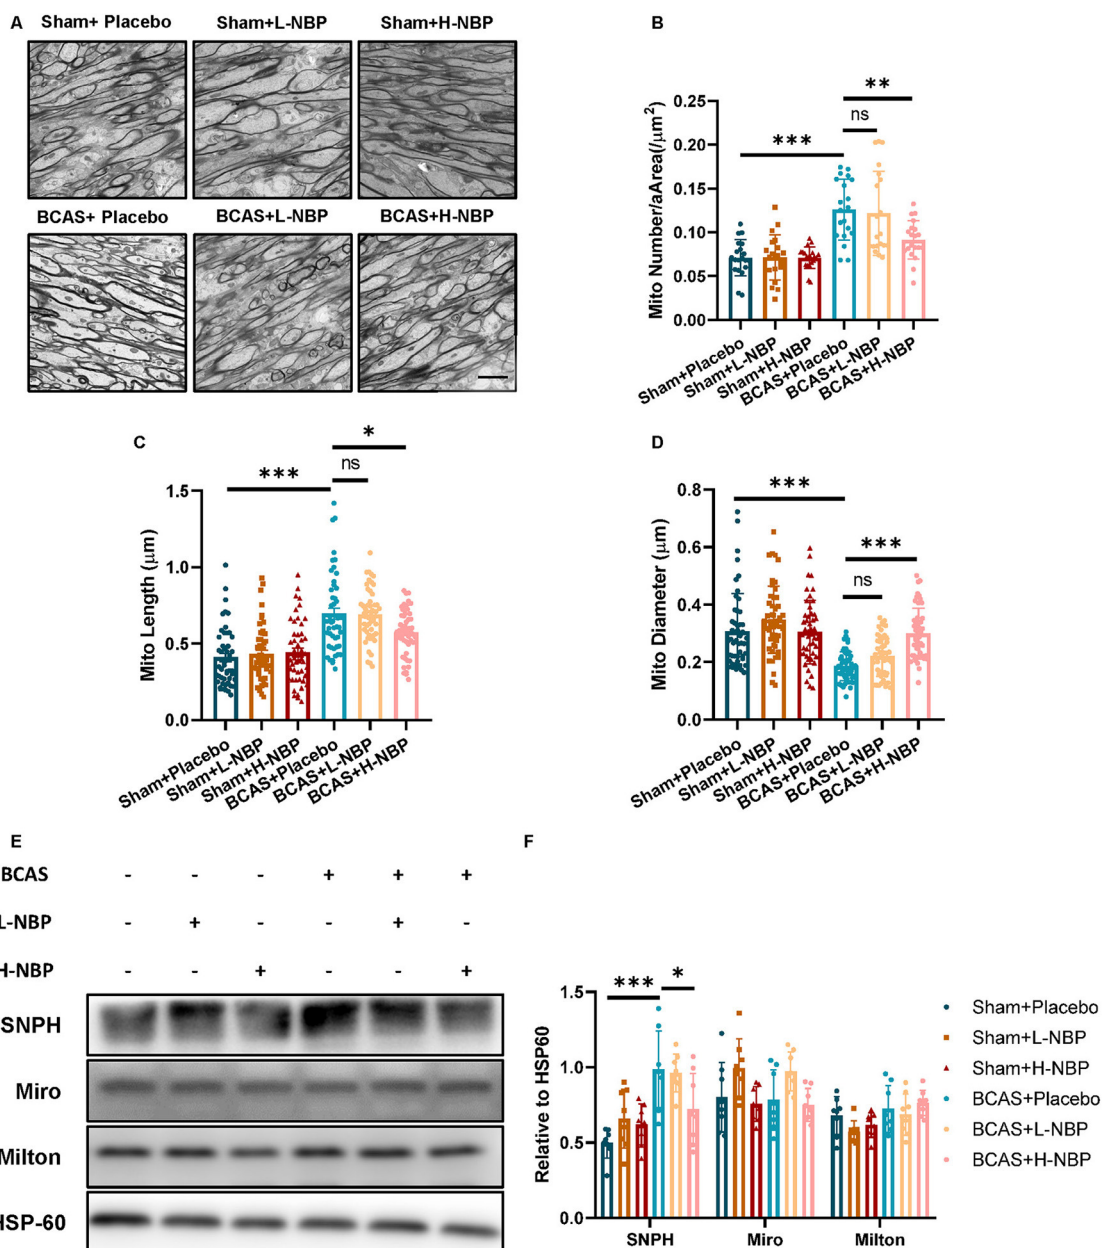 A
Sham+ Placebo
Sham+L-NBP
Sham+H-NBP
BCAS+ Placebo
BCAS+L-NBP
BCAS+H-NBP
B
Mito Number/aArea(/μm²)
0.25
0.20
0.15
0.10
0.05
0.00
***
ns
**
Sham+Placebo
Sham+L-NBP
Sham+H-NBP
BCAS+Placebo
BCAS+L-NBP
BCAS+H-NBP
C
Mito Length (μm)
1.5
1.0
0.5
0.0
***
ns
*
Sham+Placebo
Sham+L-NBP
Sham+H-NBP
BCAS+Placebo
BCAS+L-NBP
BCAS+H-NBP
D
Mito Diameter (μm)
0.8
0.6
0.4
0.2
0.0
***
ns
***
Sham+Placebo
Sham+L-NBP
Sham+H-NBP
BCAS+Placebo
BCAS+L-NBP
BCAS+H-NBP
E
BCAS - - - + + +
L-NBP - + - - + -
H-NBP - - + - - +
SNPH
Miro
Milton
HSP-60
F
Relative to HSP60
1.5
1.0
0.5
0.0
***
*
SNPH Miro Milton
Sham+Placebo
Sham+L-NBP
Sham+H-NBP
BCAS+Placebo
BCAS+L-NBP
BCAS+H-NBP